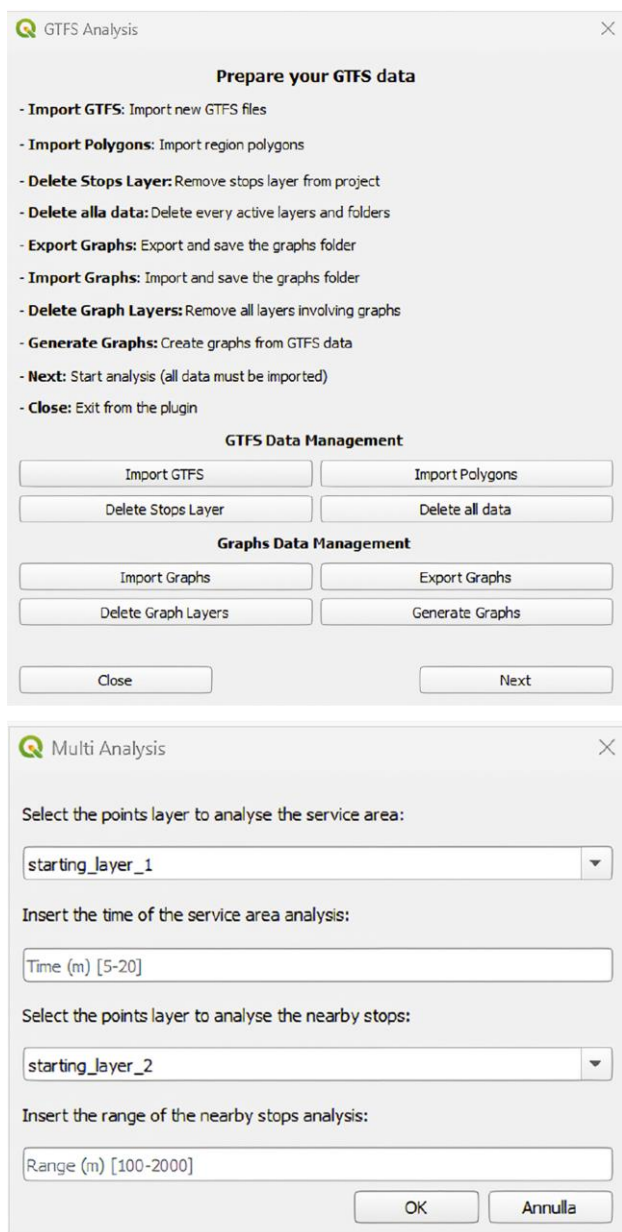 GTFS Analysis
Prepare your GTFS data
- Import GTFS: Import new GTFS files
- Import Polygons: Import region polygons
- Delete Stops Layer: Remove stops layer from project
- Delete alla data: Delete every active layers and folders
- Export Graphs: Export and save the graphs folder
- Import Graphs: Import and save the graphs folder
- Delete Graph Layers: Remove all layers involving graphs
- Generate Graphs: Create graphs from GTFS data
- Next: Start analysis (all data must be imported)
- Close: Exit from the plugin
GTFS Data Management
Import GTFS Import Polygons
Delete Stops Layer Delete all data
Graphs Data Management
Import Graphs Export Graphs
Delete Graph Layers Generate Graphs
Close Next
Multi Analysis
Select the points layer to analyse the service area:
starting_layer_1
Insert the time of the service area analysis:
Time (m) [5-20]
Select the points layer to analyse the nearby stops:
starting_layer_2
Insert the range of the nearby stops analysis:
Range (m) [100-2000]
OK Annulla